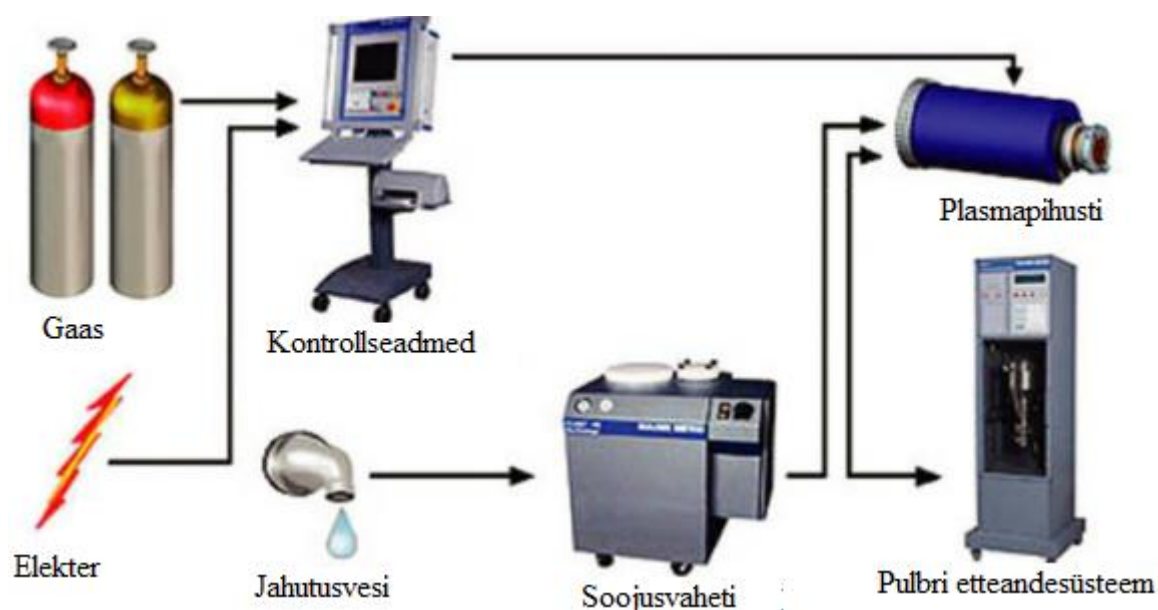 Plasmapihusti
Gaas
Kontrollseadmed
Elekter
Jahutusvesi
Soojusvaheti
Pulbri etteandesüsteem